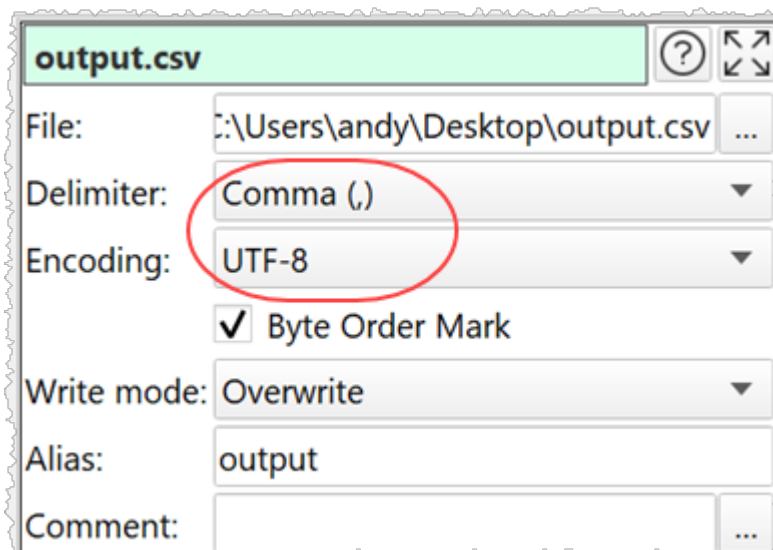 output.csv
File: C:\Users\andy\Desktop\output.csv ...
Delimiter: Comma (,)
Encoding: UTF-8
Byte Order Mark
Write mode: Overwrite
Alias: output
Comment: ...